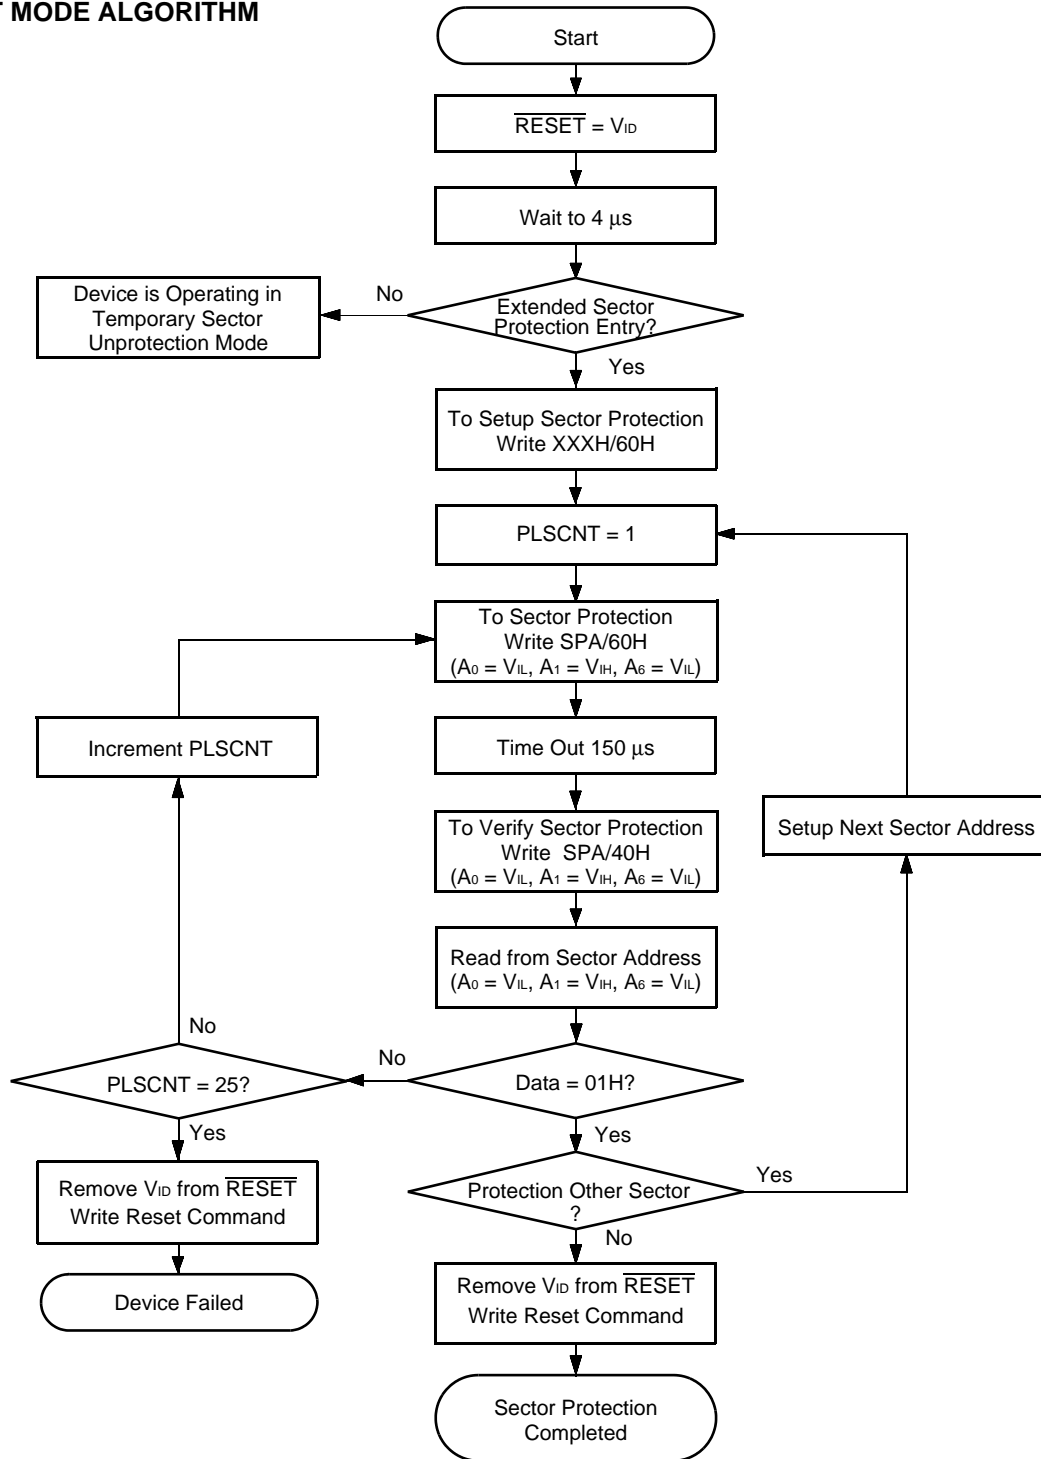 MODE ALGORITHM
Start
RESET = VID
Wait to 4 µs
Extended Sector
Protection Entry?
No
Device is Operating in
Temporary Sector
Unprotection Mode
Yes
To Setup Sector Protection
Write XXXH/60H
PLSCNT = 1
To Sector Protection
Write SPA/60H
(A0 = VIL, A1 = VIH, A6 = VIL)
Increment PLSCNT
Time Out 150 µs
To Verify Sector Protection
Write SPA/40H
(A0 = VIL, A1 = VIH, A6 = VIL)
Setup Next Sector Address
Read from Sector Address
(A0 = VIL, A1 = VIH, A6 = VIL)
No
No
PLSCNT = 25?
Data = 01H?
Yes
Yes
Yes
Protection Other Sector
?
Remove VID from RESET
Write Reset Command
No
Device Failed
Remove VID from RESET
Write Reset Command
Sector Protection
Completed